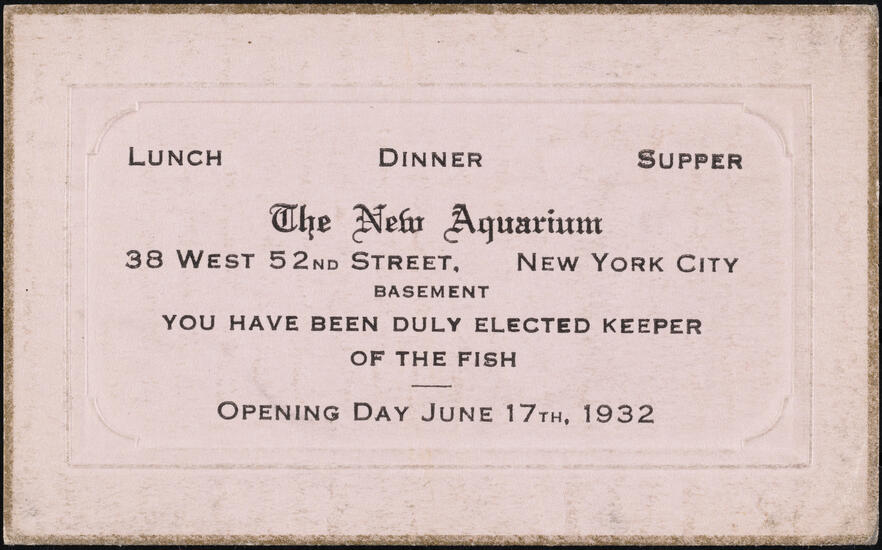 LUNCH DINNER SUPPER
The New Aquarium
38 WEST 52ND STREET, NEW YORK CITY
BASEMENT
YOU HAVE BEEN DULY ELECTED KEEPER
OF THE FISH
OPENING DAY JUNE 17TH, 1932